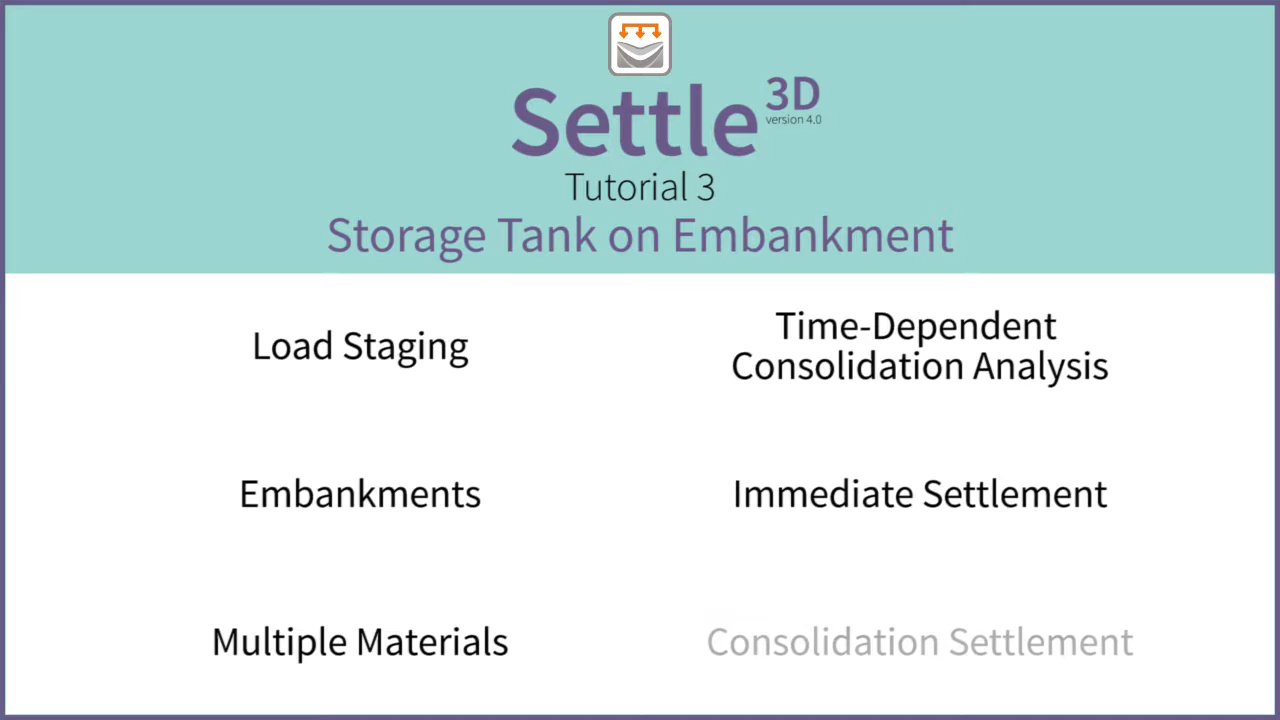 Settle 3D
version 4.0
Tutorial 3
Storage Tank on Embankment
Load Staging
Time-Dependent
Consolidation Analysis
Embankments
Immediate Settlement
Multiple Materials
Consolidation Settlement